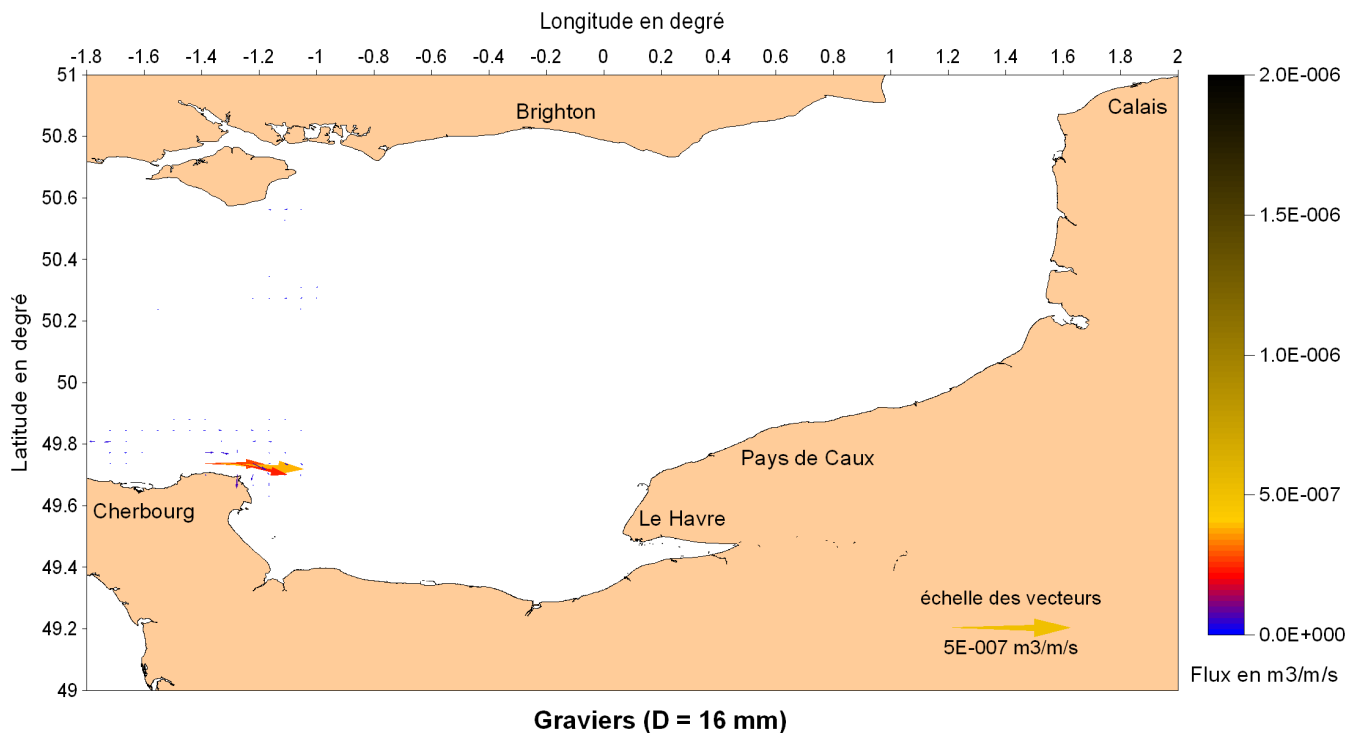 Longitude en degré
-1.8 -1.6 -1.4 -1.2 -1 -0.8 -0.6 -0.4 -0.2 0 0.2 0.4 0.6 0.8 1 1.2 1.4 1.6 1.8 2
Latitude en degré
51
50.8
50.6
50.4
50.2
50
49.8
49.6
49.4
49.2
49
Brighton
Calais
Pays de Caux
Cherbourg
Le Havre
échelle des vecteurs
5E-007 m3/m/s
2.0E-006
1.5E-006
1.0E-006
5.0E-007
0.0E+000
Flux en m3/m/s
Graviers (D = 16 mm)